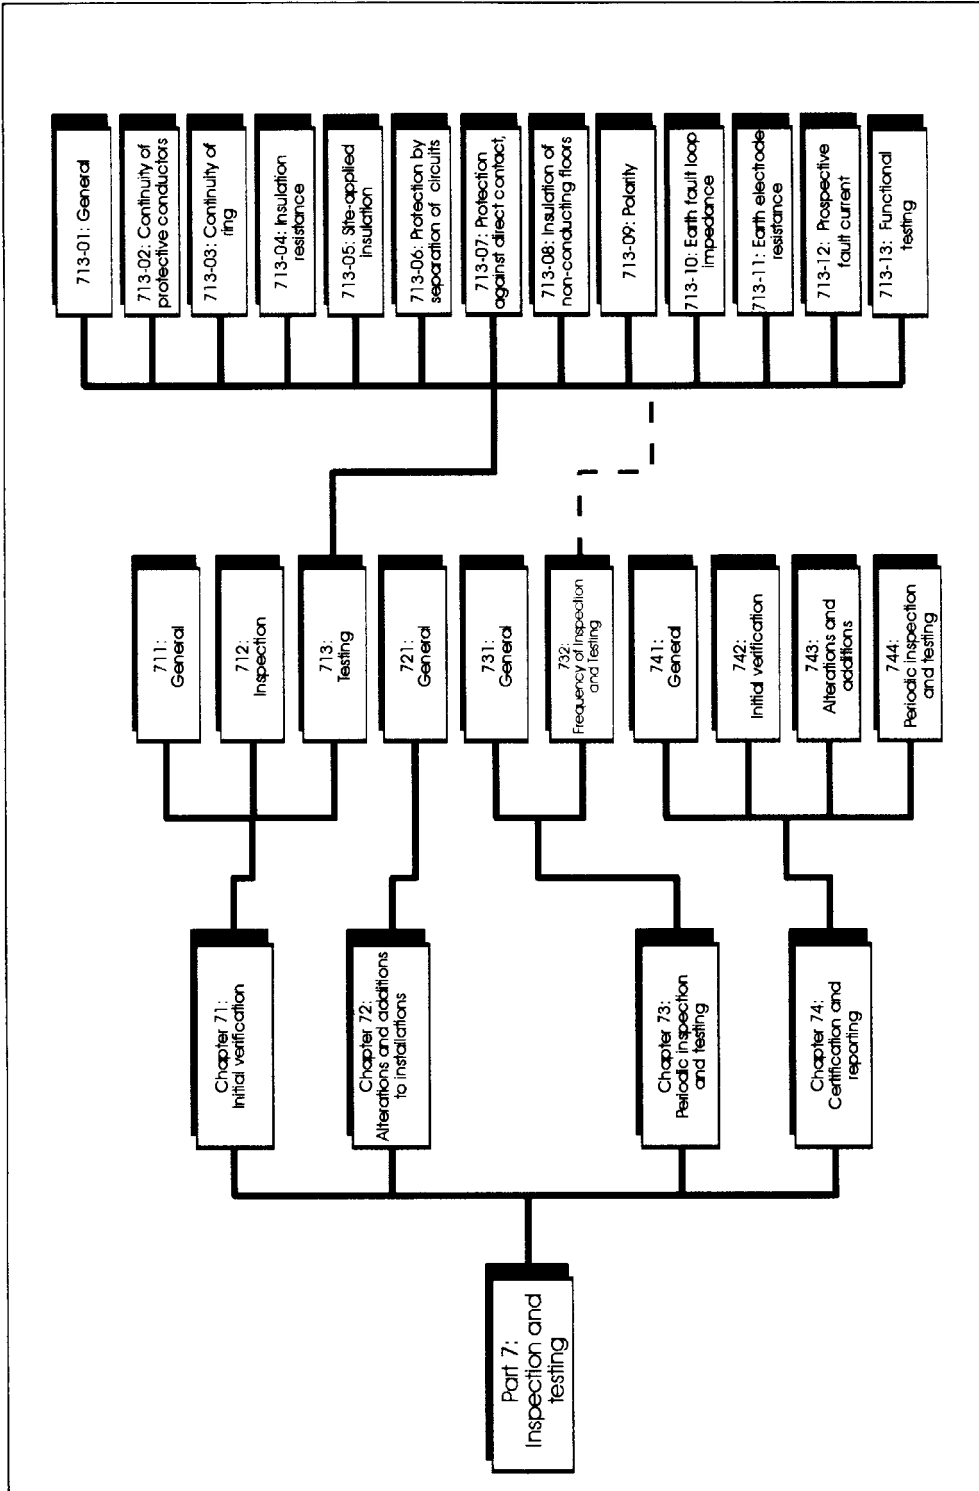 Part 7:
Inspection and
testing
Chapter 71:
Initial verification
Chapter 72:
Alterations and additions
to installations
Chapter 73:
Periodic inspection
and testing
Chapter 74:
Certification and
reporting
711:
General
712:
Inspection
713:
Testing
721:
General
731:
General
732:
Frequency of Inspection
and Testing
741:
General
742:
Initial verification
743:
Alterations and
additions
744:
Periodic inspection
and testing
713-01: General
713-02: Continuity of
protective conductors
713-03: Continuity of
ring
713-04: Insulation
resistance
713-05: Site-applied
insulation
713-06: Protection by
separation of circuits
713-07: Protection
against direct contact,
713-08: Insulation of
non-conducting floors
713-09: Polarity
713-10: Earth fault loop
impedance
713-11: Earth electrode
resistance
713-12: Prospective
fault current
713-13: Functional
testing